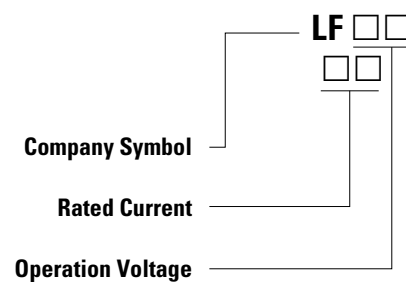 LF □□
□□
Company Symbol
Rated Current
Operation Voltage